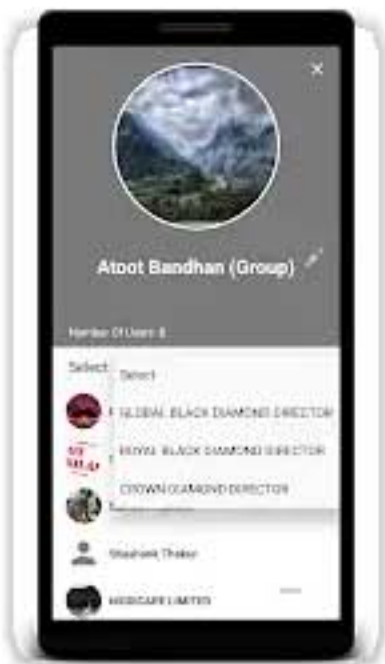 Atoot Bandhan (Group)
Number Of Users: 8
Select
Select
GLOBAL BLACK DIAMOND DIRECTOR
ROYAL BLACK DIAMOND DIRECTOR
CROWN DIAMOND DIRECTOR
Shashank Thakur
LIMITED